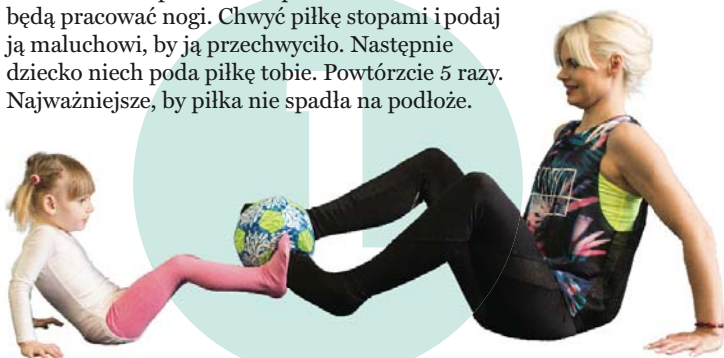 będą pracować nogi. Chwyć piłkę stopami i podaj
ją maluchowi, by ją przechwyciło. Następnie
dziecko niech poda piłkę tobie. Powtórzcie 5 razy.
Najważniejsze, by piłka nie spadła na podłoże.
1